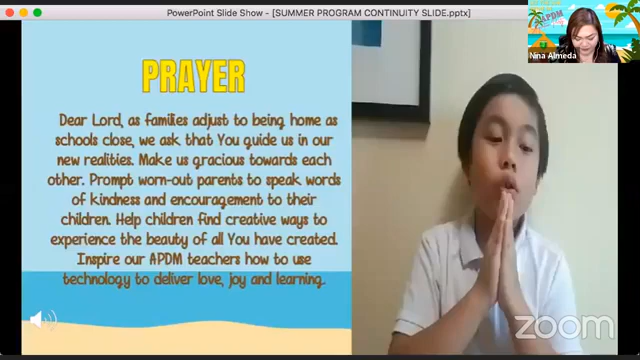 PowerPoint Slide Show - [SUMMER PROGRAM CONTINUITY SLIDE.pptx]
APDM
Nina Almeda
PRAYER
Dear Lord, as families adjust to being home as
schools close, we ask that You guide us in our
new realities. Make us gracious towards each
other. Prompt worn-out parents to speak words
of kindness and encouragement to their
children. Help children find creative ways to
experience the beauty of all You have created.
Inspire our APDM teachers how to use
technology to deliver love, joy and learning.
zoom